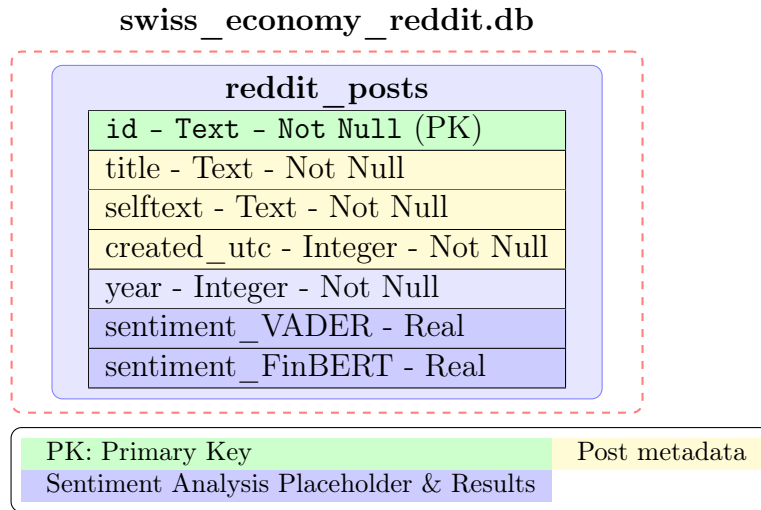 swiss_economy_reddit.db
reddit_posts
id - Text - Not Null (PK)
title - Text - Not Null
selftext - Text - Not Null
created_utc - Integer - Not Null
year - Integer - Not Null
sentiment_VADER - Real
sentiment_FinBERT - Real
PK: Primary Key Post metadata
Sentiment Analysis Placeholder & Results